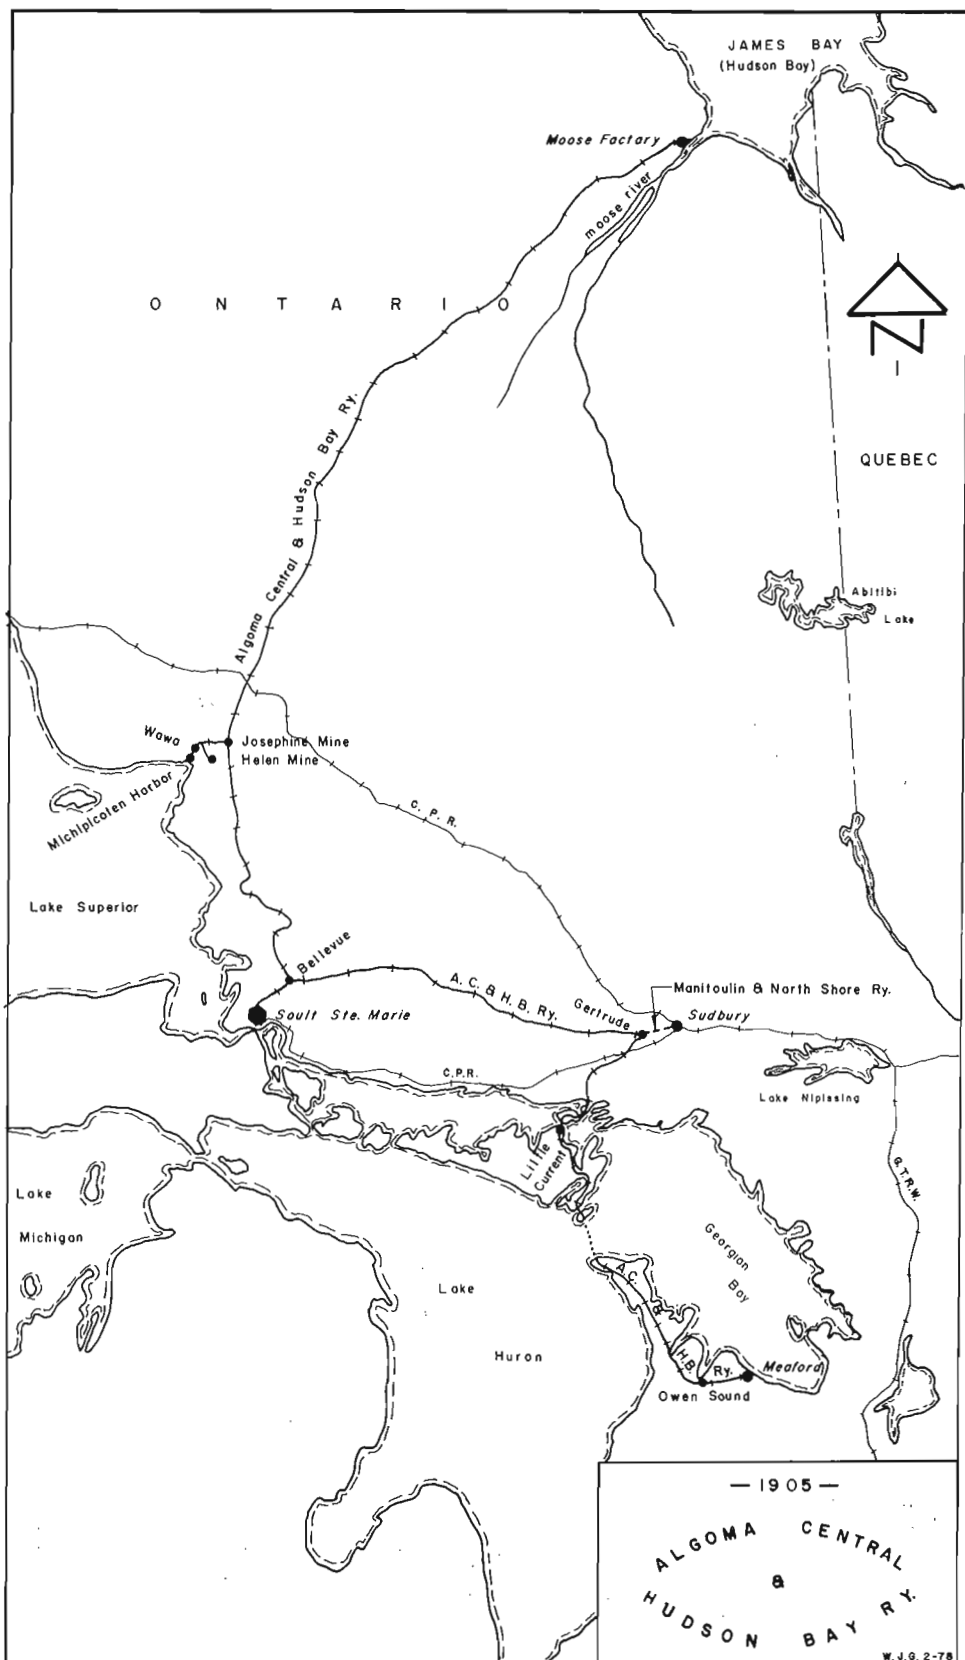 JAMES BAY
(Hudson Bay)
Moose Factory
moose river
ONTARIO
N
QUEBEC
Algoma Central & Hudson Bay Ry.
Abitibi
Lake
Wawa
Josephine Mine
Helen Mine
Michipicoten Harbor
C. P. R.
Lake Superior
Bellevue
A. C. & H. B. Ry.
Manitoulin & North Shore Ry.
Gertrude
Sudbury
Soult Ste. Marie
C.P.R.
Lake Nipissing
Little
Current
G.T.R.W.
Lake
Michigan
Georgian
Bay
Lake
Huron
A.C. & H.B. Ry.
Meaford
Owen Sound
— 1905 —
ALGOMA CENTRAL
&
HUDSON BAY RY.
W.J.G. 2-78